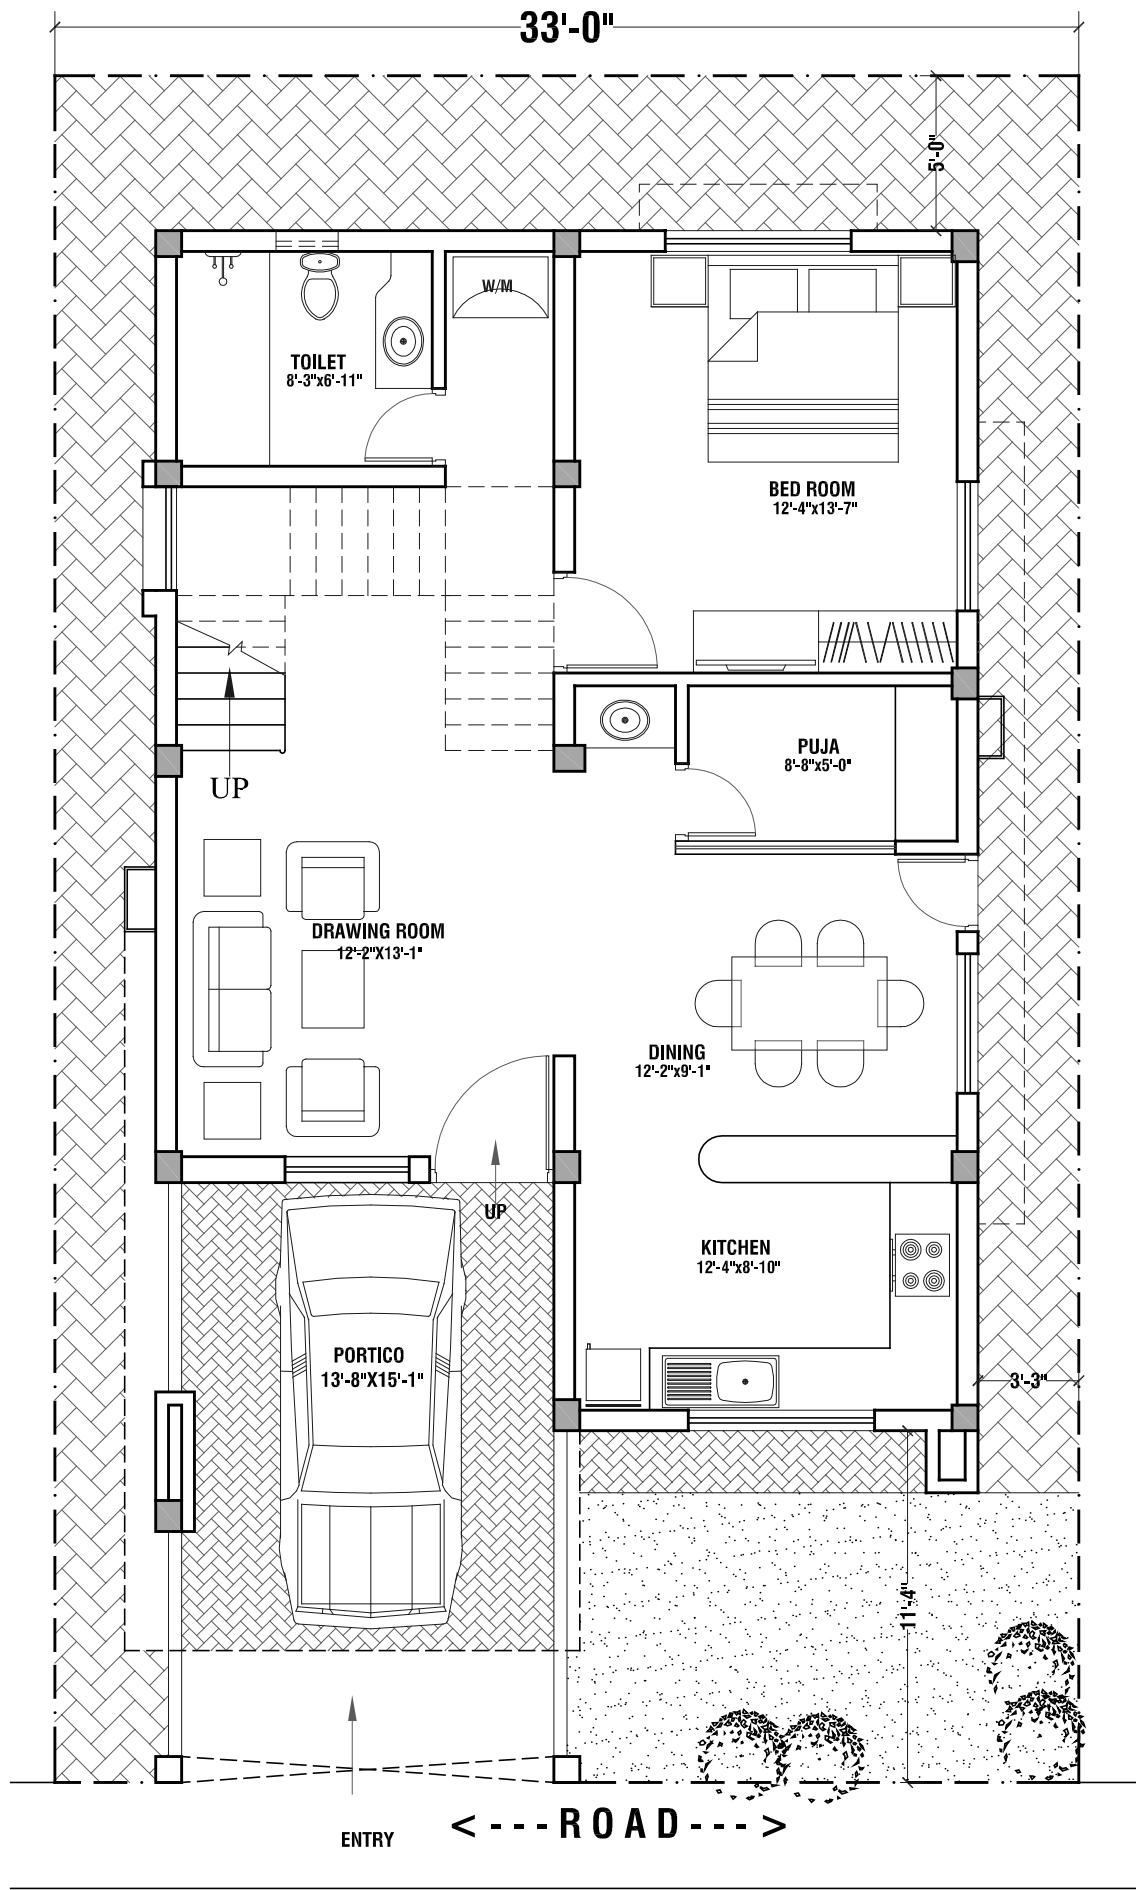 33'-0"
5'-0"
W/M
TOILET
8'-3"x6'-11"
BED ROOM
12'-4"x13'-7"
PUJA
8'-8"x5'-0"
UP
DRAWING ROOM
12'-2"X13'-1"
DINING
12'-2"x9'-1"
UP
KITCHEN
12'-4"x8'-10"
PORTICO
13'-8"X15'-1"
3'-3"
11'-4"
<---ROAD--->
ENTRY